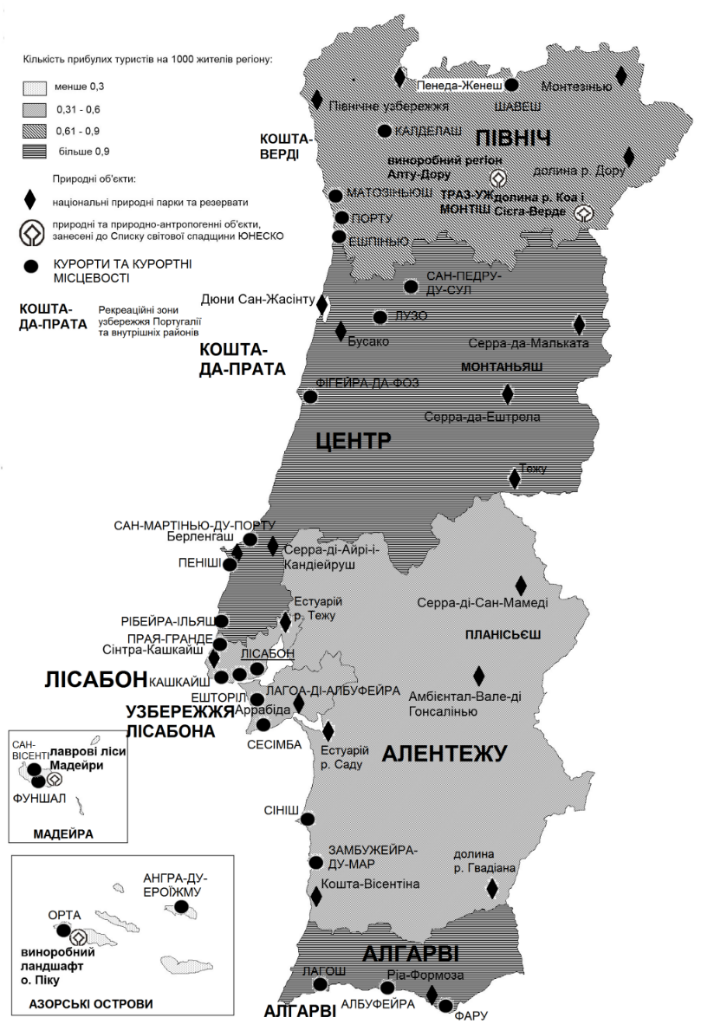 Кількість прибулих туристів на 1000 жителів регіону:
менше 0,3
0,31 - 0,6
0,61 - 0,9
більше 0,9
Природні об'єкти:
національні природні парки та резервати
природні та природно-антропогенні об'єкти,
занесені до Списку світової спадщини ЮНЕСКО
КУРОРТИ ТА КУРОРТНІ
МІСЦЕВОСТІ
КОШТА-
ДА-ПРАТА
Рекреаційні зони
узбережжя Португалії
та внутрішніх районів
Пенеда-Женеш
Монтезінью
Північне узбережжя
ШАВЕШ
КАЛДЕЛАШ
ПІВНІЧ
КОШТА-
ВЕРДІ
виноробний регіон
Алту-Дору
долина р. Дору
МАТОЗІНЬЮШ
ТРАЗ-УЖ
МОНТІШ
долина р. Коа і
Сієга-Верде
ПОРТУ
ЕШПІНЬЮ
САН-ПЕДРУ-
ДУ-СУЛ
Дюни Сан-Жасінту
ЛУЗО
Бусако
Серра-да-Мальката
КОШТА-
ДА-ПРАТА
МОНТАНЬЯШ
ФІГЕЙРА-ДА-ФОЗ
Серра-да-Ештрела
ЦЕНТР
Тежу
САН-МАРТІНЬЮ-ДУ-ПОРТУ
Берленгаш
Серра-ді-Айрі-і-
Кандіейруш
ПЕНІШІ
Естуарій
р. Тежу
Серра-ді-Сан-Мамеді
РІБЕЙРА-ІЛЬЯШ
ПРАЯ-ГРАНДЕ
ПЛАНІСЬЄШ
Сінтра-Кашкайш
ЛІСАБОН
ЛІСАБОН
КАШКАЙШ
ЕШТОРІЛ
ЛАГОА-ДІ-АЛБУФЕЙРА
Амбієнтал-Вале-ді
Гонсалінью
УЗБЕРЕЖЖЯ
ЛІСАБОНА
Аррабіда
СЕСІМБА
Естуарій
р. Саду
АЛЕНТЕЖУ
САН-
ВІСЕНТІ
лаврові ліси
Мадейри
ФУНШАЛ
МАДЕЙРА
СІНІШ
ЗАМБУЖЕЙРА-
ДУ-МАР
долина
р. Гвадіана
Кошта-Вісентіна
АНГРА-ДУ-
ЕРОЇЖМУ
ОРТА
виноробний
ландшафт
о. Піку
АЗОРСЬКІ ОСТРОВИ
АЛГАРВІ
ЛАГОШ
Ріа-Формоза
АЛБУФЕЙРА
АЛГАРВІ
ФАРУ